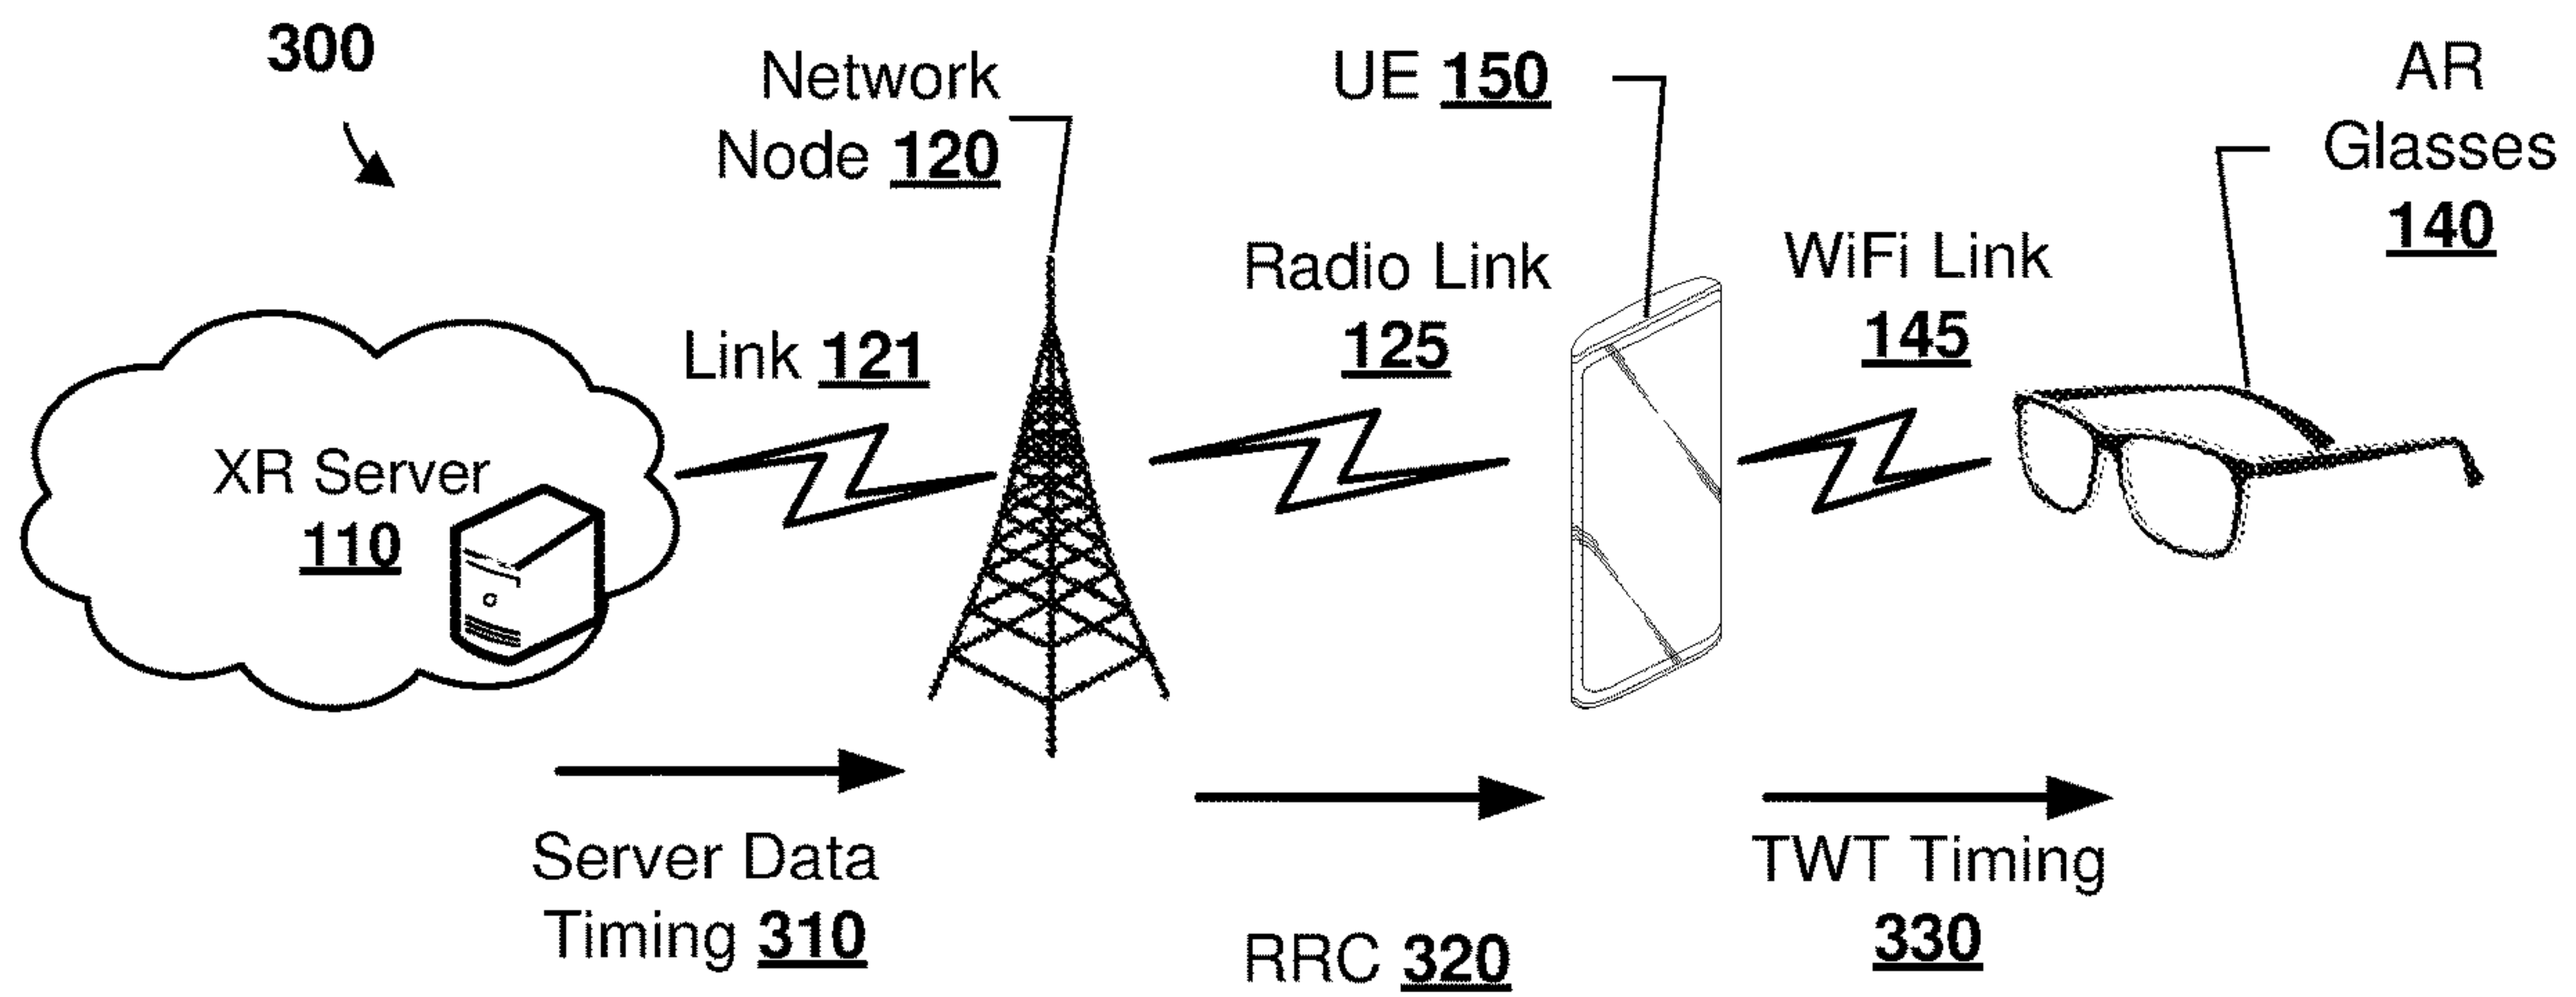 300
Network
Node 120
UE 150
AR
Glasses
140
Link 121
Radio Link
125
WiFi Link
145
XR Server
110
Server Data
Timing 310
RRC 320
TWT Timing
330